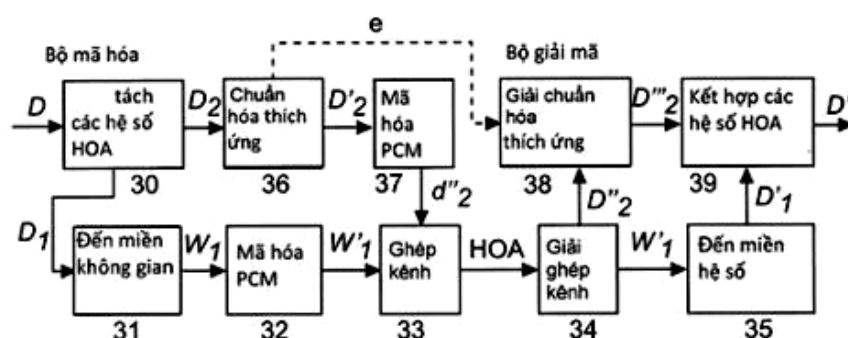 e
Bộ mã hóa
Bộ giải mã
D
tách
các hệ số
HOA
D2
Chuẩn
hóa thích
ứng
D'2
Mã
hóa
PCM
Giải chuẩn
hóa
thích ứng
D'''2
Kết hợp các
hệ số HOA
D'
30
36
37
38
39
d''2
D''2
D'1
D1
Đến miền
không gian
W1
Mã hóa
PCM
W'1
Ghép
kênh
HOA
Giải
ghép
kênh
W'1
Đến miền
hệ số
31
32
33
34
35